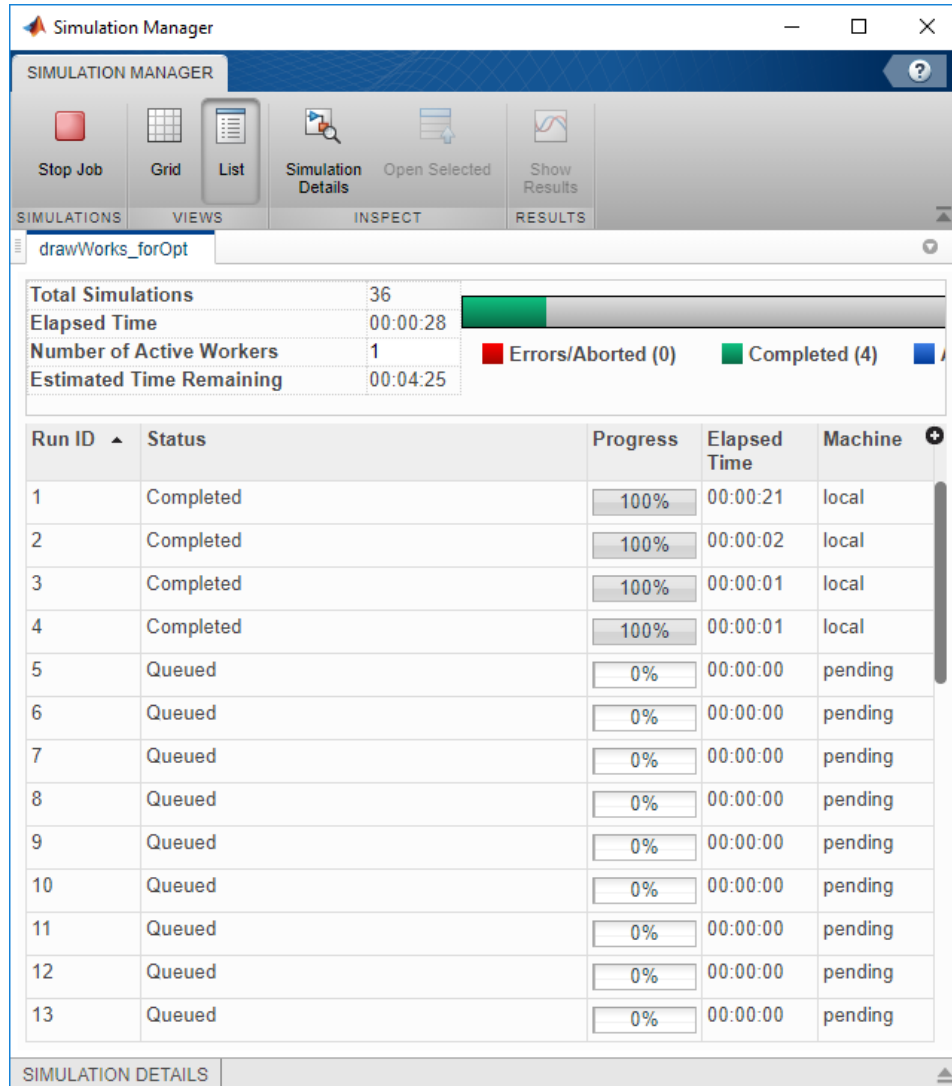 Simulation Manager
SIMULATION MANAGER
?
Stop Job Grid List Simulation Details Open Selected Show Results
SIMULATIONS VIEWS INSPECT RESULTS
drawWorks_forOpt
Total Simulations 36
Elapsed Time 00:00:28
Number of Active Workers 1
Estimated Time Remaining 00:04:25
Errors/Aborted (0) Completed (4)
Run ID Status Progress Elapsed Time Machine
1 Completed 100% 00:00:21 local
2 Completed 100% 00:00:02 local
3 Completed 100% 00:00:01 local
4 Completed 100% 00:00:01 local
5 Queued 0% 00:00:00 pending
6 Queued 0% 00:00:00 pending
7 Queued 0% 00:00:00 pending
8 Queued 0% 00:00:00 pending
9 Queued 0% 00:00:00 pending
10 Queued 0% 00:00:00 pending
11 Queued 0% 00:00:00 pending
12 Queued 0% 00:00:00 pending
13 Queued 0% 00:00:00 pending
SIMULATION DETAILS